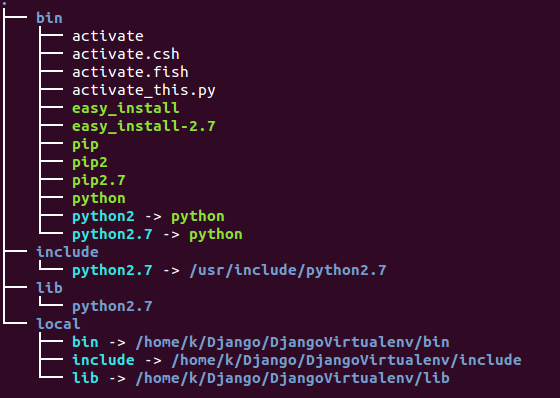 .
├── bin
│   ├── activate
│   ├── activate.csh
│   ├── activate.fish
│   ├── activate_this.py
│   ├── easy_install
│   ├── easy_install-2.7
│   ├── pip
│   ├── pip2
│   ├── pip2.7
│   ├── python
│   ├── python2 -> python
│   └── python2.7 -> python
├── include
│   └── python2.7 -> /usr/include/python2.7
├── lib
│   └── python2.7
└── local
    ├── bin -> /home/k/Django/DjangoVirtualenv/bin
    ├── include -> /home/k/Django/DjangoVirtualenv/include
    └── lib -> /home/k/Django/DjangoVirtualenv/lib